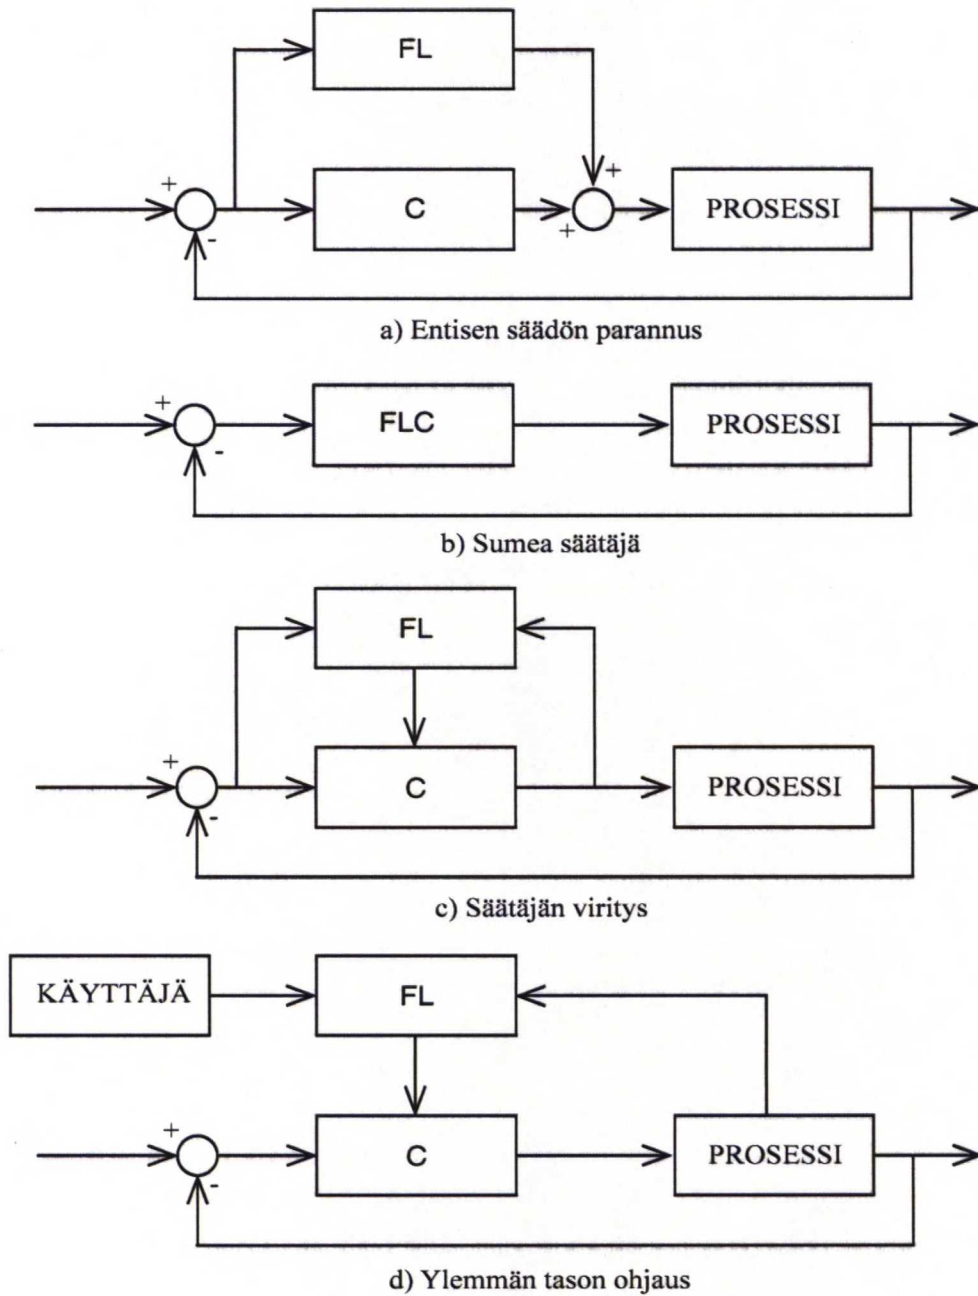 FL
+
+
C
PROSESSI
-
+
a) Entisen säädön parannus
+
FLC
PROSESSI
-
b) Sumea säätäjä
FL
+
C
PROSESSI
-
c) Säätäjän viritys
KÄYTTÄJÄ
FL
+
C
PROSESSI
-
d) Ylemmän tason ohjaus